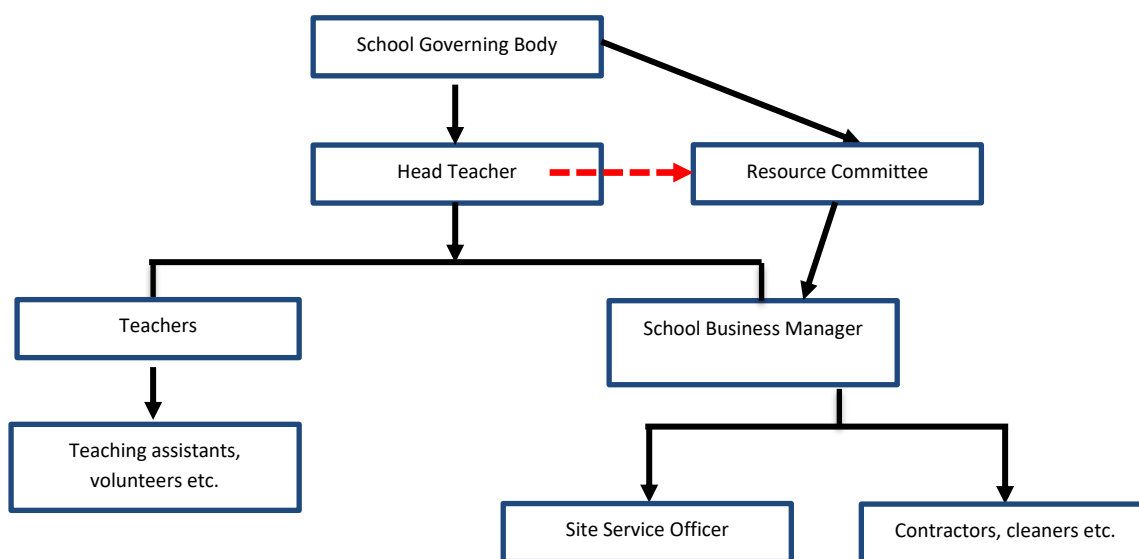 School Governing Body
Head Teacher
Resource Committee
Teachers
School Business Manager
Teaching assistants,
volunteers etc.
Site Service Officer
Contractors, cleaners etc.